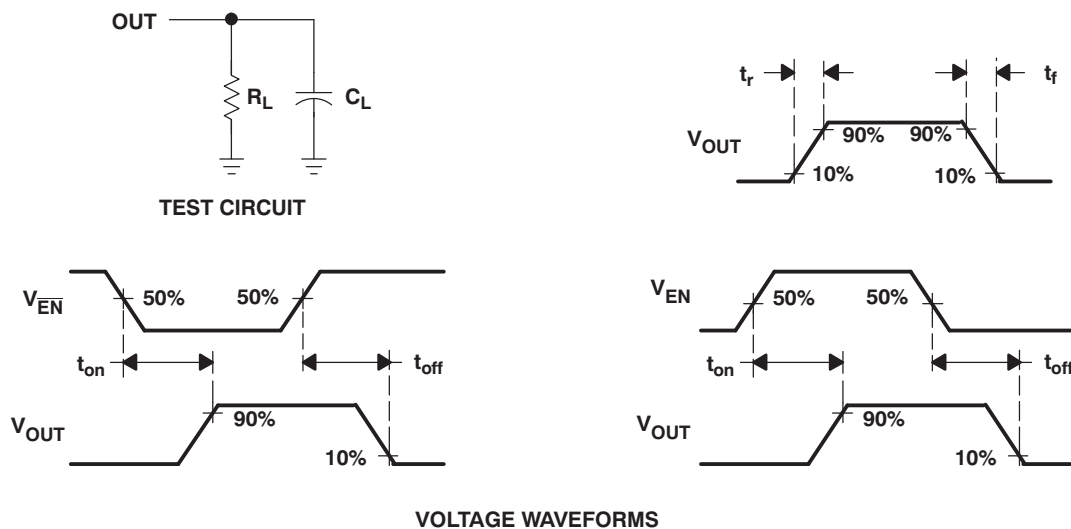 OUT
R_L
C_L
TEST CIRCUIT
t_r
t_f
V_OUT
90%
90%
10%
10%
V_E̅N̅
50%
50%
t_on
t_off
V_OUT
90%
10%
V_EN
50%
50%
t_on
t_off
V_OUT
90%
10%
VOLTAGE WAVEFORMS